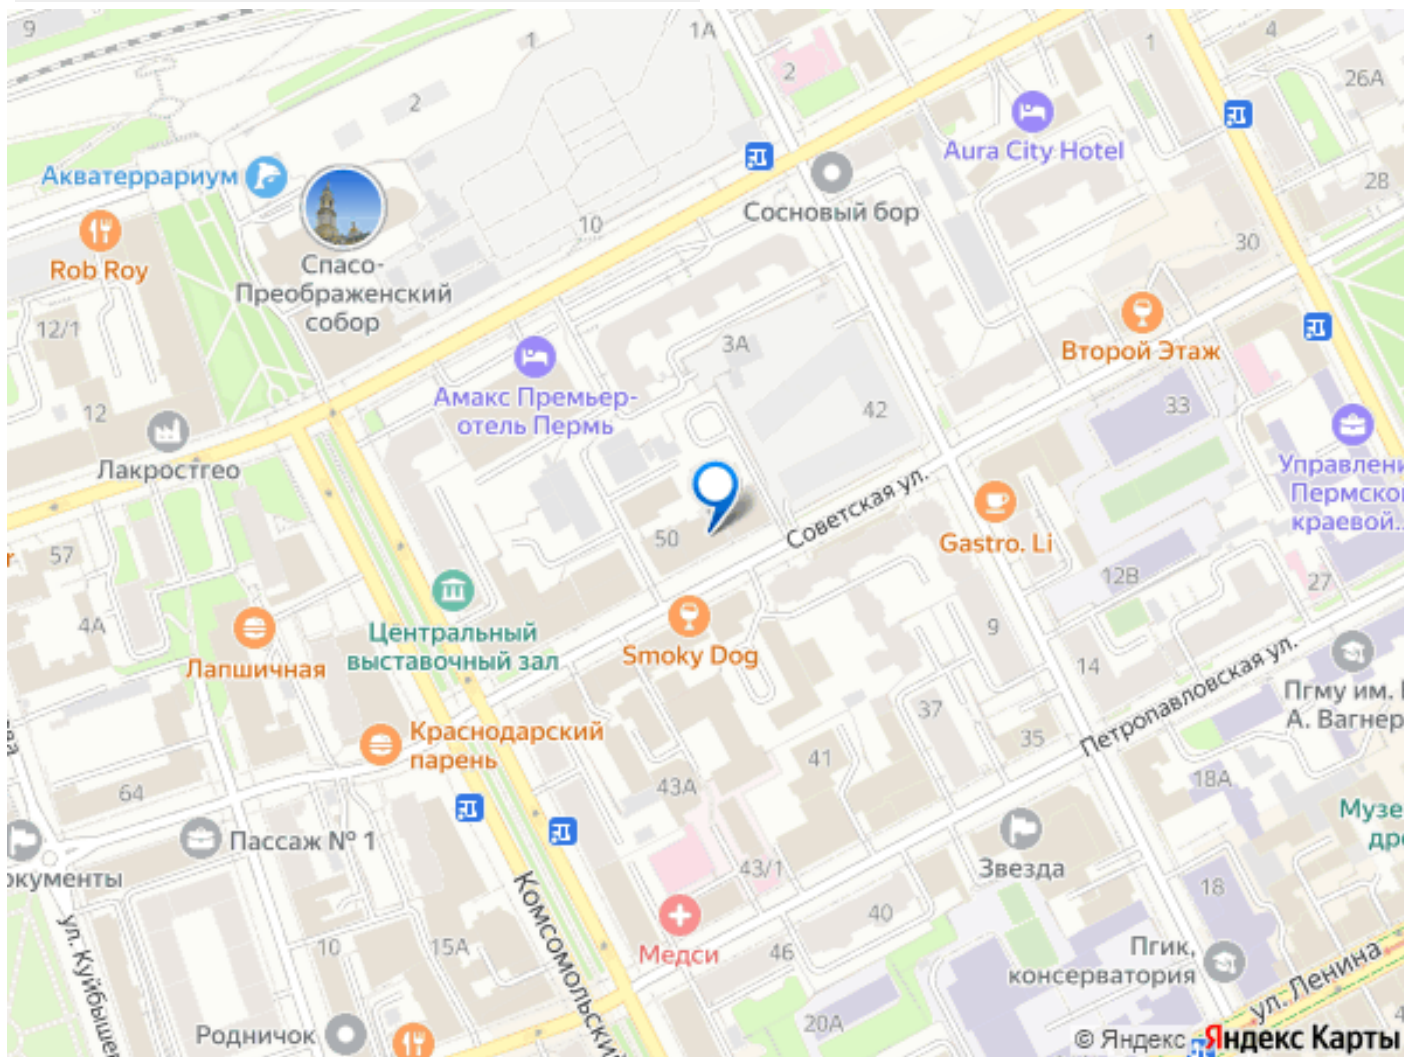 9
1
1А
2
1
4
26А
2
Aura City Hotel
Акватеррариум
28
Сосновый бор
10
Rob Roy
Спасо-
Преображенский
собор
30
12/1
3А
Второй Этаж
Амакс Премьер-
отель Пермь
12
42
33
Лакростгео
Управлени
Пермско
краевой...
Советская ул.
50
Gastro. Li
57
12В
27
4А
Центральный
выставочный зал
Smoky Dog
9
Лапшичная
14
Петропавловская ул.
Пгму им.
А. Вагнер
37
35
Краснодарский
парень
41
43А
18А
64
Музе
дре
Пассаж № 1
Звезда
окументы
43/1
18
Комсомольский
40
ул. Куйбышев
10
15А
Медси
46
Пгик,
консерватория
ул. Ленина
20А
Родничок
© Яндекс
Яндекс Карты